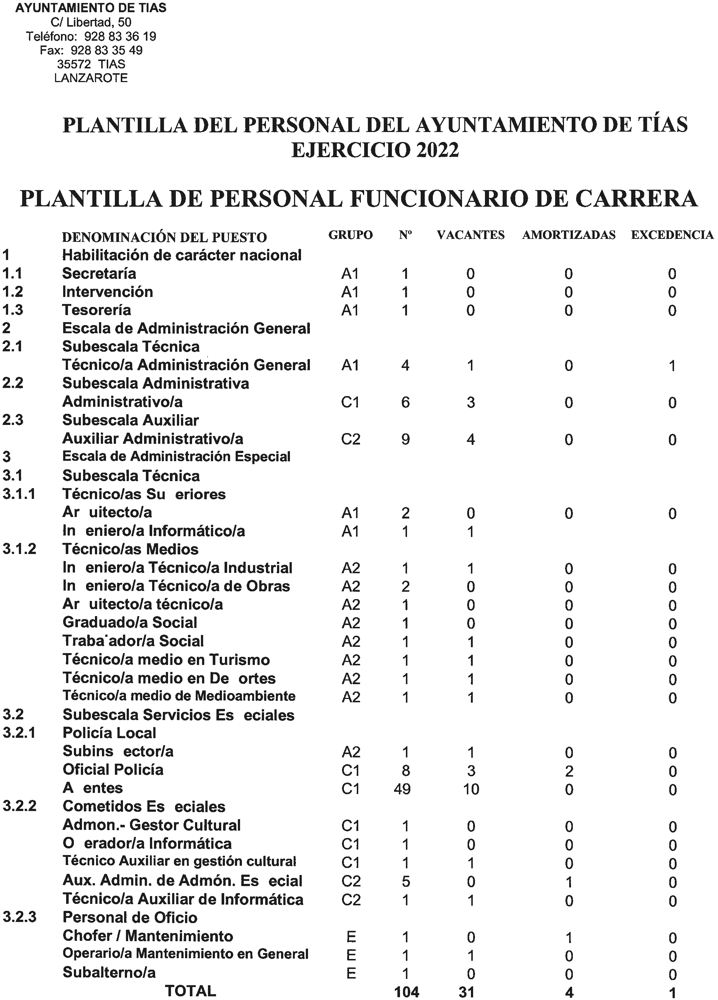 AYUNTAMIENTO DE TIAS
C/ Libertad, 50
Teléfono: 928 83 36 19
Fax: 928 83 35 49
35572 TIAS
LANZAROTE
PLANTILLA DEL PERSONAL DEL AYUNTAMIENTO DE TÍAS
EJERCICIO 2022
PLANTILLA DE PERSONAL FUNCIONARIO DE CARRERA
DENOMINACIÓN DEL PUESTO GRUPO Nº VACANTES AMORTIZADAS EXCEDENCIA
1 Habilitación de carácter nacional
1.1 Secretaría A1 1 0 0 0
1.2 Intervención A1 1 0 0 0
1.3 Tesorería A1 1 0 0 0
2 Escala de Administración General
2.1 Subescala Técnica
Técnico/a Administración General A1 4 1 0 1
2.2 Subescala Administrativa
Administrativo/a C1 6 3 0 0
2.3 Subescala Auxiliar
Auxiliar Administrativo/a C2 9 4 0 0
3 Escala de Administración Especial
3.1 Subescala Técnica
3.1.1 Técnico/as Su eriores
Ar uitecto/a A1 2 0 0 0
In eniero/a Informático/a A1 1 1
3.1.2 Técnico/as Medios
In eniero/a Técnico/a Industrial A2 1 1 0 0
In eniero/a Técnico/a de Obras A2 2 0 0 0
Ar uitecto/a técnico/a A2 1 0 0 0
Graduado/a Social A2 1 0 0 0
Traba˙ador/a Social A2 1 1 0 0
Técnico/a medio en Turismo A2 1 1 0 0
Técnico/a medio en De ortes A2 1 1 0 0
Técnico/a medio de Medioambiente A2 1 1 0 0
3.2 Subescala Servicios Es eciales
3.2.1 Policía Local
Subins ector/a A2 1 1 0 0
Oficial Policía C1 8 3 2 0
A entes C1 49 10 0 0
3.2.2 Cometidos Es eciales
Admon.- Gestor Cultural C1 1 0 0 0
O erador/a Informática C1 1 0 0 0
Técnico Auxiliar en gestión cultural C1 1 1 0 0
Aux. Admin. de Admón. Es ecial C2 5 0 1 0
Técnico/a Auxiliar de Informática C2 1 1 0 0
3.2.3 Personal de Oficio
Chofer / Mantenimiento E 1 0 1 0
Operario/a Mantenimiento en General E 1 1 0 0
Subalterno/a E 1 0 0 0
TOTAL 104 31 4 1